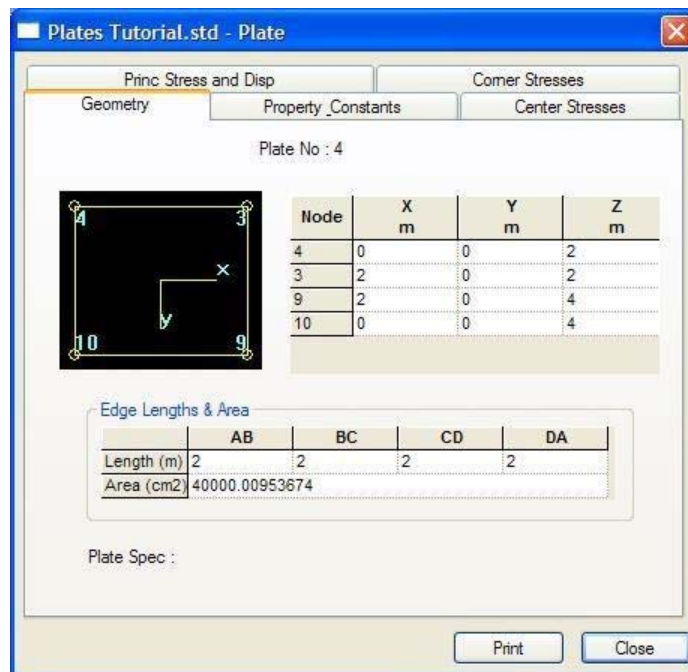 Plates Tutorial.std - Plate
Princ Stress and Disp Corner Stresses
Geometry Property_Constants Center Stresses
Plate No : 4
4 3
x
y
10 9
Node X m Y m Z m
4 0 0 2
3 2 0 2
9 2 0 4
10 0 0 4
Edge Lengths & Area
AB BC CD DA
Length (m) 2 2 2 2
Area (cm2) 40000.00953674
Plate Spec :
Print Close